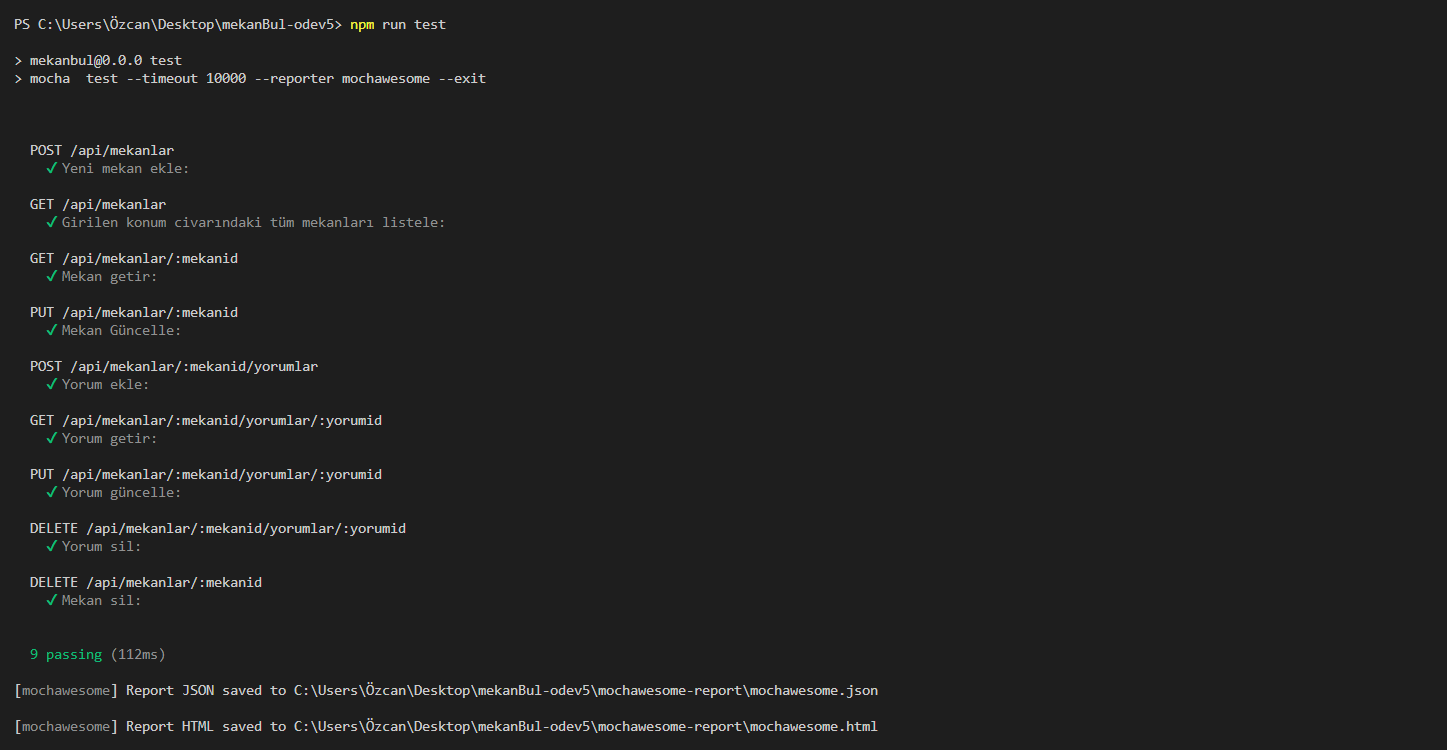 PS C:\Users\Özcan\Desktop\mekanBul-odev5> npm run test
> mekanbul@0.0.0 test
> mocha  test --timeout 10000 --reporter mochawesome --exit
POST /api/mekanlar
✓ Yeni mekan ekle:
GET /api/mekanlar
✓ Girilen konum civarındaki tüm mekanları listele:
GET /api/mekanlar/:mekanid
✓ Mekan getir:
PUT /api/mekanlar/:mekanid
✓ Mekan Güncelle:
POST /api/mekanlar/:mekanid/yorumlar
✓ Yorum ekle:
GET /api/mekanlar/:mekanid/yorumlar/:yorumid
✓ Yorum getir:
PUT /api/mekanlar/:mekanid/yorumlar/:yorumid
✓ Yorum güncelle:
DELETE /api/mekanlar/:mekanid/yorumlar/:yorumid
✓ Yorum sil:
DELETE /api/mekanlar/:mekanid
✓ Mekan sil:
9 passing (112ms)
[mochawesome] Report JSON saved to C:\Users\Özcan\Desktop\mekanBul-odev5\mochawesome-report\mochawesome.json
[mochawesome] Report HTML saved to C:\Users\Özcan\Desktop\mekanBul-odev5\mochawesome-report\mochawesome.html